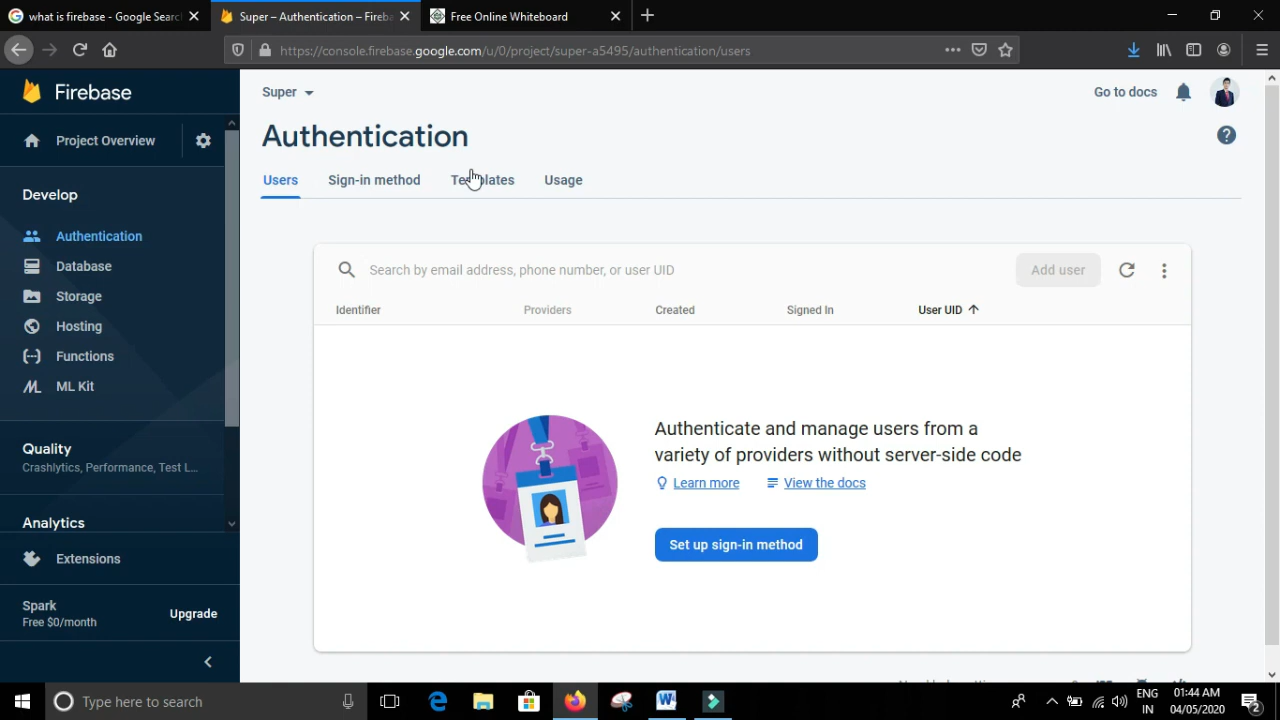 what is firebase - Google Searc
Super – Authentication – Fireba
Free Online Whiteboard
https://console.firebase.google.com/u/0/project/super-a5495/authentication/users
Firebase
Project Overview
Develop
Authentication
Database
Storage
Hosting
Functions
ML Kit
Quality
Crashlytics, Performance, Test L...
Analytics
Extensions
Spark
Free $0/month
Upgrade
Super
Go to docs
Authentication
Users Sign-in method Templates Usage
Search by email address, phone number, or user UID
Add user
Identifier Providers Created Signed In User UID
Authenticate and manage users from a
variety of providers without server-side code
Learn more View the docs
Set up sign-in method
Type here to search
ENG
IN
01:44 AM
04/05/2020
2